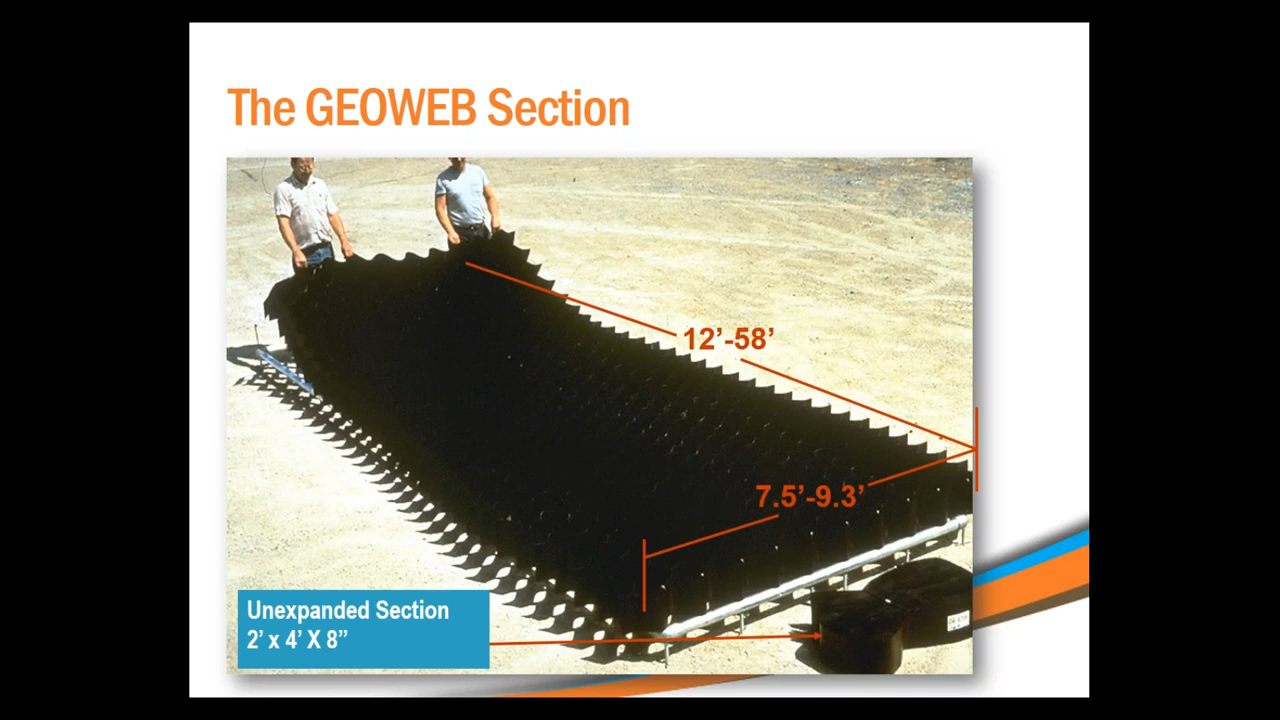 The GEOWEB Section
12’-58’
7.5’-9.3’
Unexpanded Section
2’ x 4’ X 8”